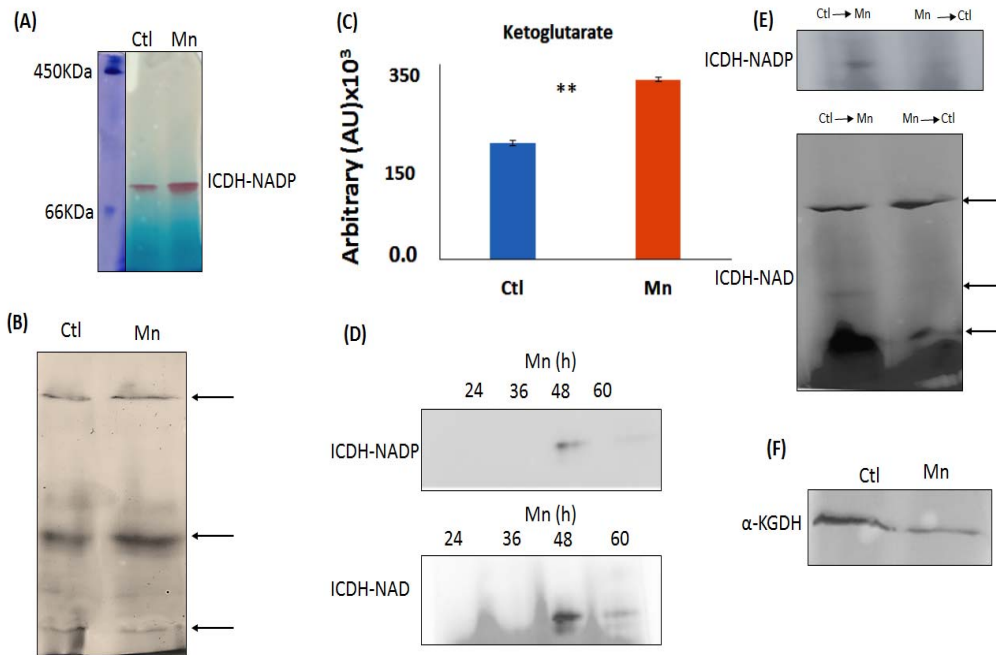 (A)
Ctl Mn
450KDa
ICDH-NADP
66KDa
(B)
Ctl Mn
(C)
Ketoglutarate
Arbitrary (AU)x10³
350
**
150
0.0
Ctl Mn
(D)
Mn (h)
24 36 48 60
ICDH-NADP
Mn (h)
24 36 48 60
ICDH-NAD
(E)
Ctl → Mn Mn → Ctl
ICDH-NADP
Ctl → Mn Mn → Ctl
ICDH-NAD
(F)
Ctl Mn
α-KGDH